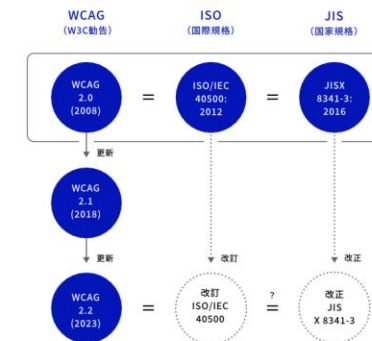 WCAG
(W3C勧告)
ISO
(国際規格)
JIS
(国家規格)
WCAG
2.0
(2008)
=
ISO/IEC
40500:
2012
=
JISX
8341-3:
2016
更新
WCAG
2.1
(2018)
更新
改訂
改正
WCAG
2.2
(2023)
=
改訂
ISO/IEC
40500
?
=
改正
JIS
X 8341-3